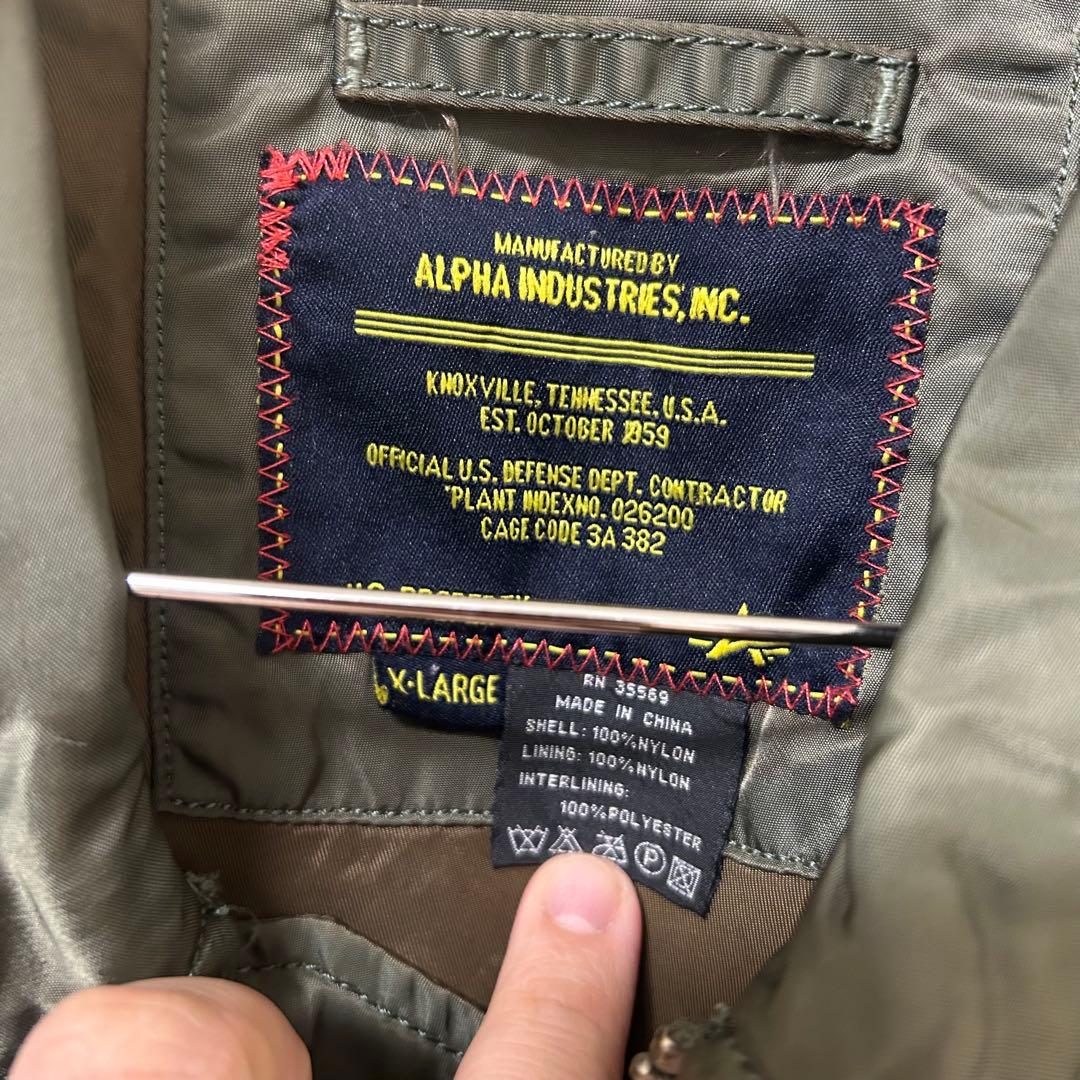 MANUFACTURED BY
ALPHA INDUSTRIES, INC.
KNOXVILLE, TENNESSEE. U.S.A.
EST. OCTOBER 1959
OFFICIAL U.S. DEFENSE DEPT. CONTRACTOR
PLANT INDEX NO. 026200
CAGE CODE 3A 382
U.S. PROPERTY
X-LARGE
RN 35569
MADE IN CHINA
SHELL: 100% NYLON
LINING: 100% NYLON
INTERLINING:
100% POLYESTER
P